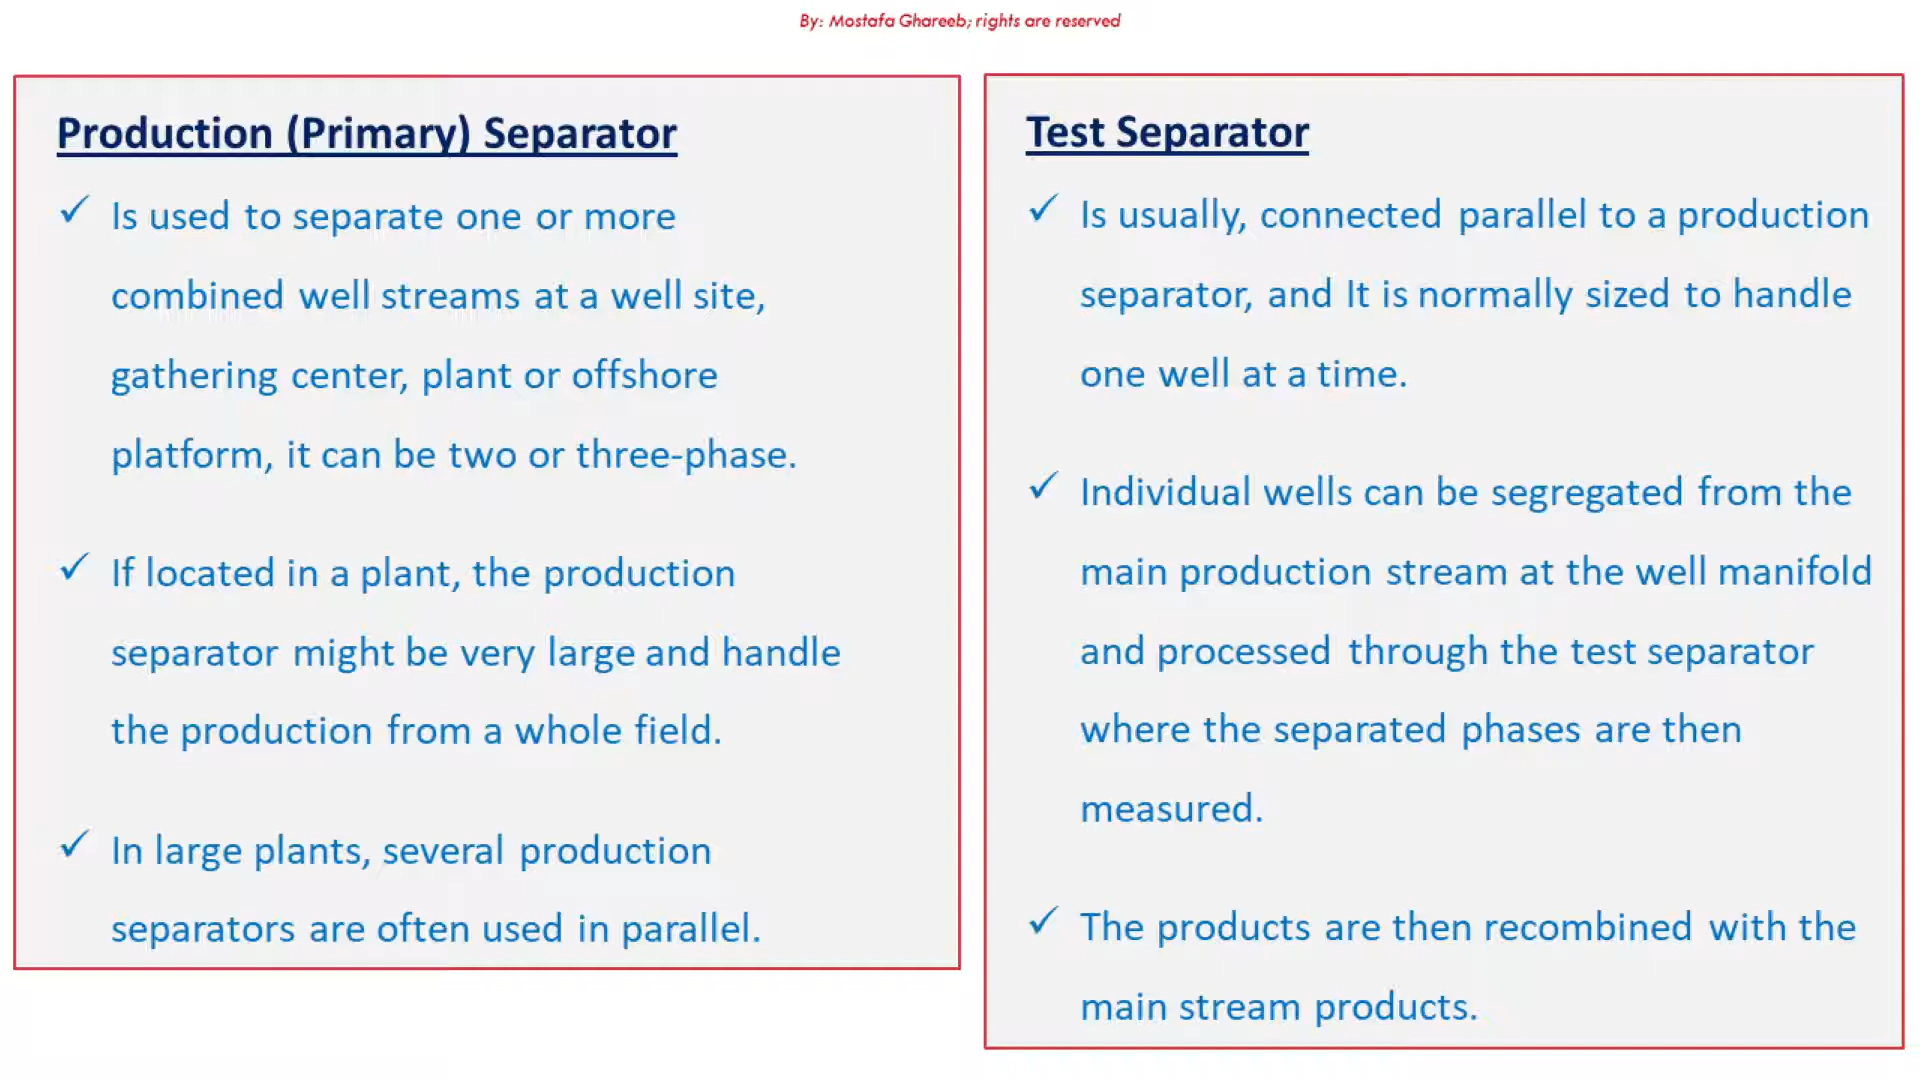 By: Mostafa Ghareeb; rights are reserved
Production (Primary) Separator
✓ Is used to separate one or more
combined well streams at a well site,
gathering center, plant or offshore
platform, it can be two or three-phase.
✓ If located in a plant, the production
separator might be very large and handle
the production from a whole field.
✓ In large plants, several production
separators are often used in parallel.
Test Separator
✓ Is usually, connected parallel to a production
separator, and It is normally sized to handle
one well at a time.
✓ Individual wells can be segregated from the
main production stream at the well manifold
and processed through the test separator
where the separated phases are then
measured.
✓ The products are then recombined with the
main stream products.